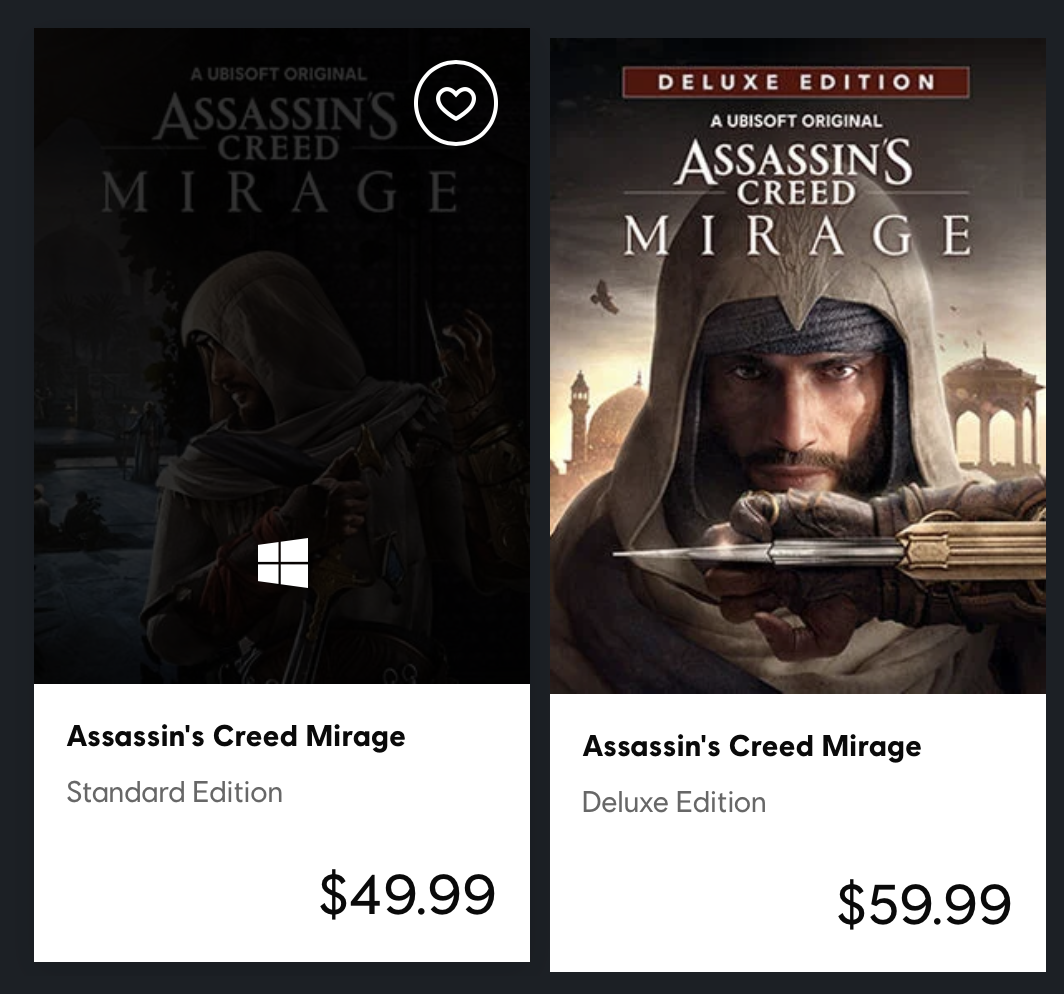 A UBISOFT ORIGINAL
ASSASSIN'S
CREED
MIRAGE
Assassin's Creed Mirage
Standard Edition
$49.99
DELUXE EDITION
A UBISOFT ORIGINAL
ASSASSIN'S
CREED
MIRAGE
Assassin's Creed Mirage
Deluxe Edition
$59.99